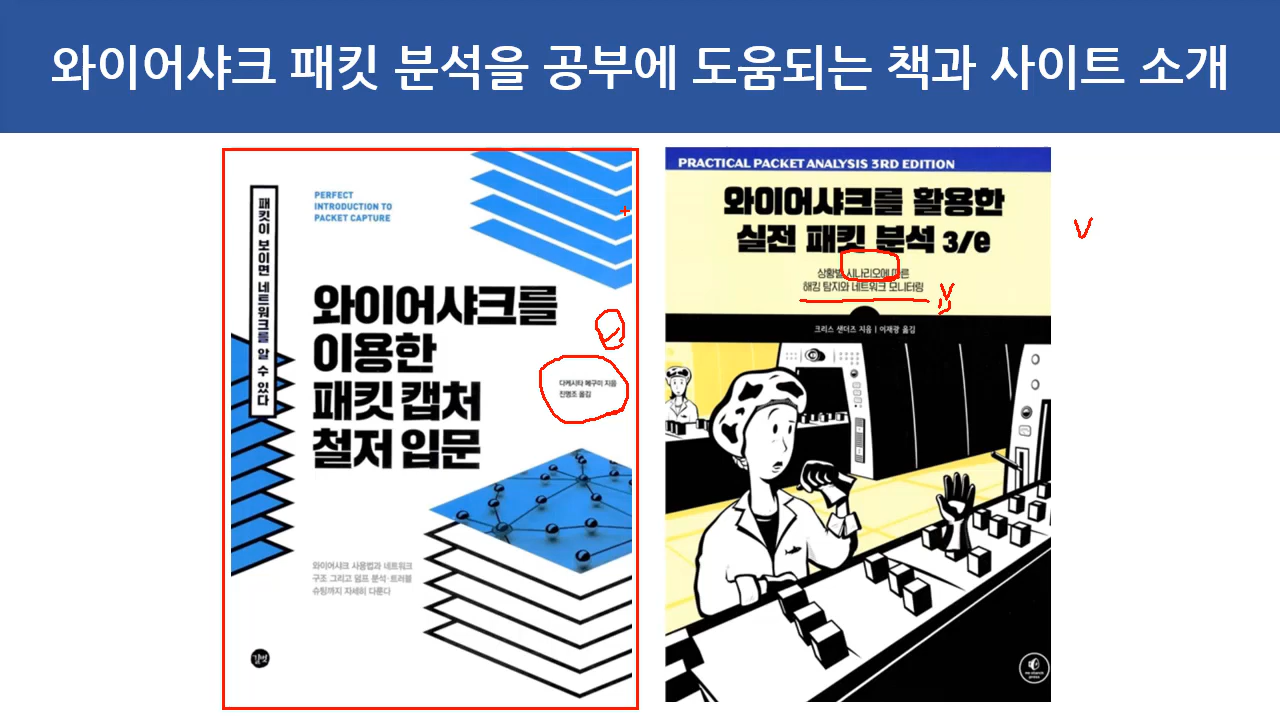 와이어샤크 패킷 분석을 공부에 도움되는 책과 사이트 소개
패킷이 보이면 네트워크를 알 수 있다
PERFECT
INTRODUCTION TO
PACKET CAPTURE
와이어샤크를
이용한
패킷 캡처
철저 입문
다케시타 메구미 지음
진명조 옮김
와이어샤크 사용법과 네트워크
구조 그리고 덤프 분석·트러블
슈팅까지 자세히 다룬다
길벗
PRACTICAL PACKET ANALYSIS 3RD EDITION
와이어샤크를 활용한
실전 패킷 분석 3/e
상황별 시나리오에 따른
해킹 탐지와 네트워크 모니터링
크리스 샌더즈 지음 | 이재광 옮김
no starch
press